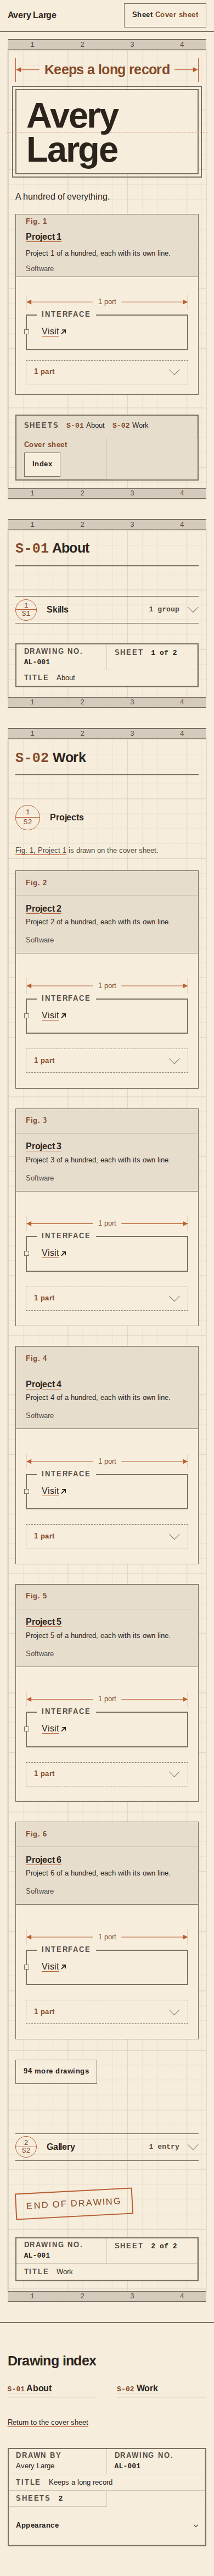 Avery Large
Sheet Cover sheet
1 2 3 4
Keeps a long record
Avery
Large
A hundred of everything.
Fig. 1
Project 1
Project 1 of a hundred, each with its own line.
Software
1 port
INTERFACE
Visit ↗
1 part
SHEETS S-01 About S-02 Work
Cover sheet
Index
1 2 3 4
1 2 3 4
S-01 About
1
S1
Skills
1 group
DRAWING NO.
AL-001
SHEET 1 of 2
TITLE About
1 2 3 4
1 2 3 4
S-02 Work
1
S2
Projects
Fig. 1, Project 1 is drawn on the cover sheet.
Fig. 2
Project 2
Project 2 of a hundred, each with its own line.
Software
1 port
INTERFACE
Visit ↗
1 part
Fig. 3
Project 3
Project 3 of a hundred, each with its own line.
Software
1 port
INTERFACE
Visit ↗
1 part
Fig. 4
Project 4
Project 4 of a hundred, each with its own line.
Software
1 port
INTERFACE
Visit ↗
1 part
Fig. 5
Project 5
Project 5 of a hundred, each with its own line.
Software
1 port
INTERFACE
Visit ↗
1 part
Fig. 6
Project 6
Project 6 of a hundred, each with its own line.
Software
1 port
INTERFACE
Visit ↗
1 part
94 more drawings
2
S2
Gallery
1 entry
END OF DRAWING
DRAWING NO.
AL-001
SHEET 2 of 2
TITLE Work
1 2 3 4
Drawing index
S-01 About
S-02 Work
Return to the cover sheet
DRAWN BY
Avery Large
DRAWING NO.
AL-001
TITLE Keeps a long record
SHEETS 2
Appearance